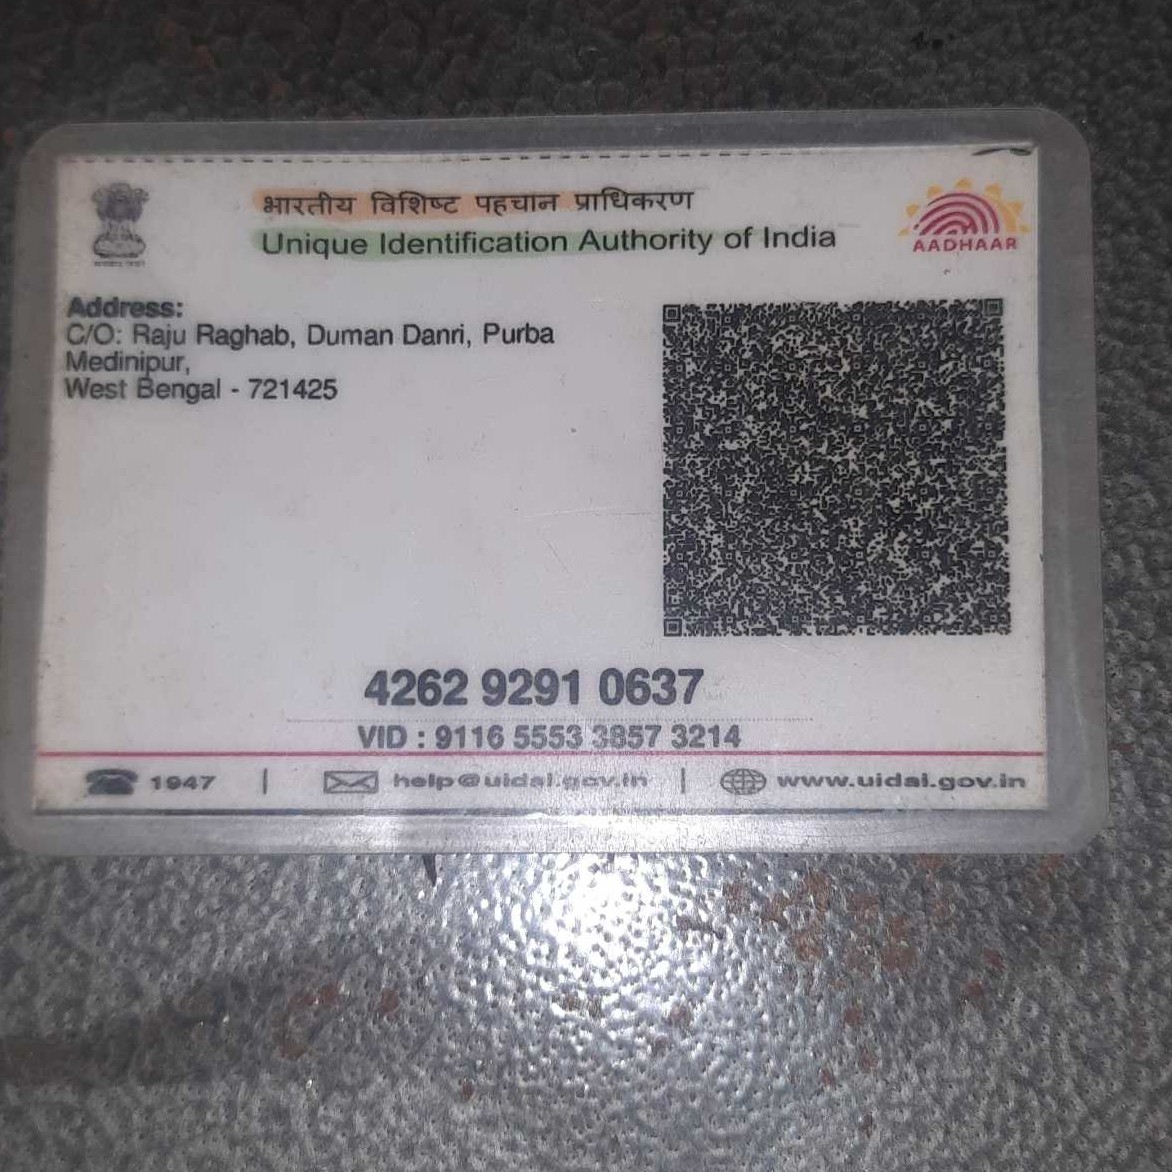 भारतीय विशिष्ट पहचान प्राधिकरण
Unique Identification Authority of India
AADHAAR
Address:
C/O: Raju Raghab, Duman Danri, Purba
Medinipur,
West Bengal - 721425
4262 9291 0637
VID : 9116 5553 3857 3214
1947 | help@uidai.gov.in | www.uidai.gov.in